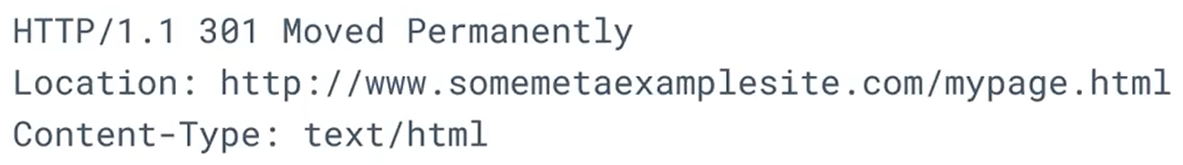 HTTP/1.1 301 Moved Permanently
Location: http://www.somemetaexamplesite.com/mypage.html
Content-Type: text/html